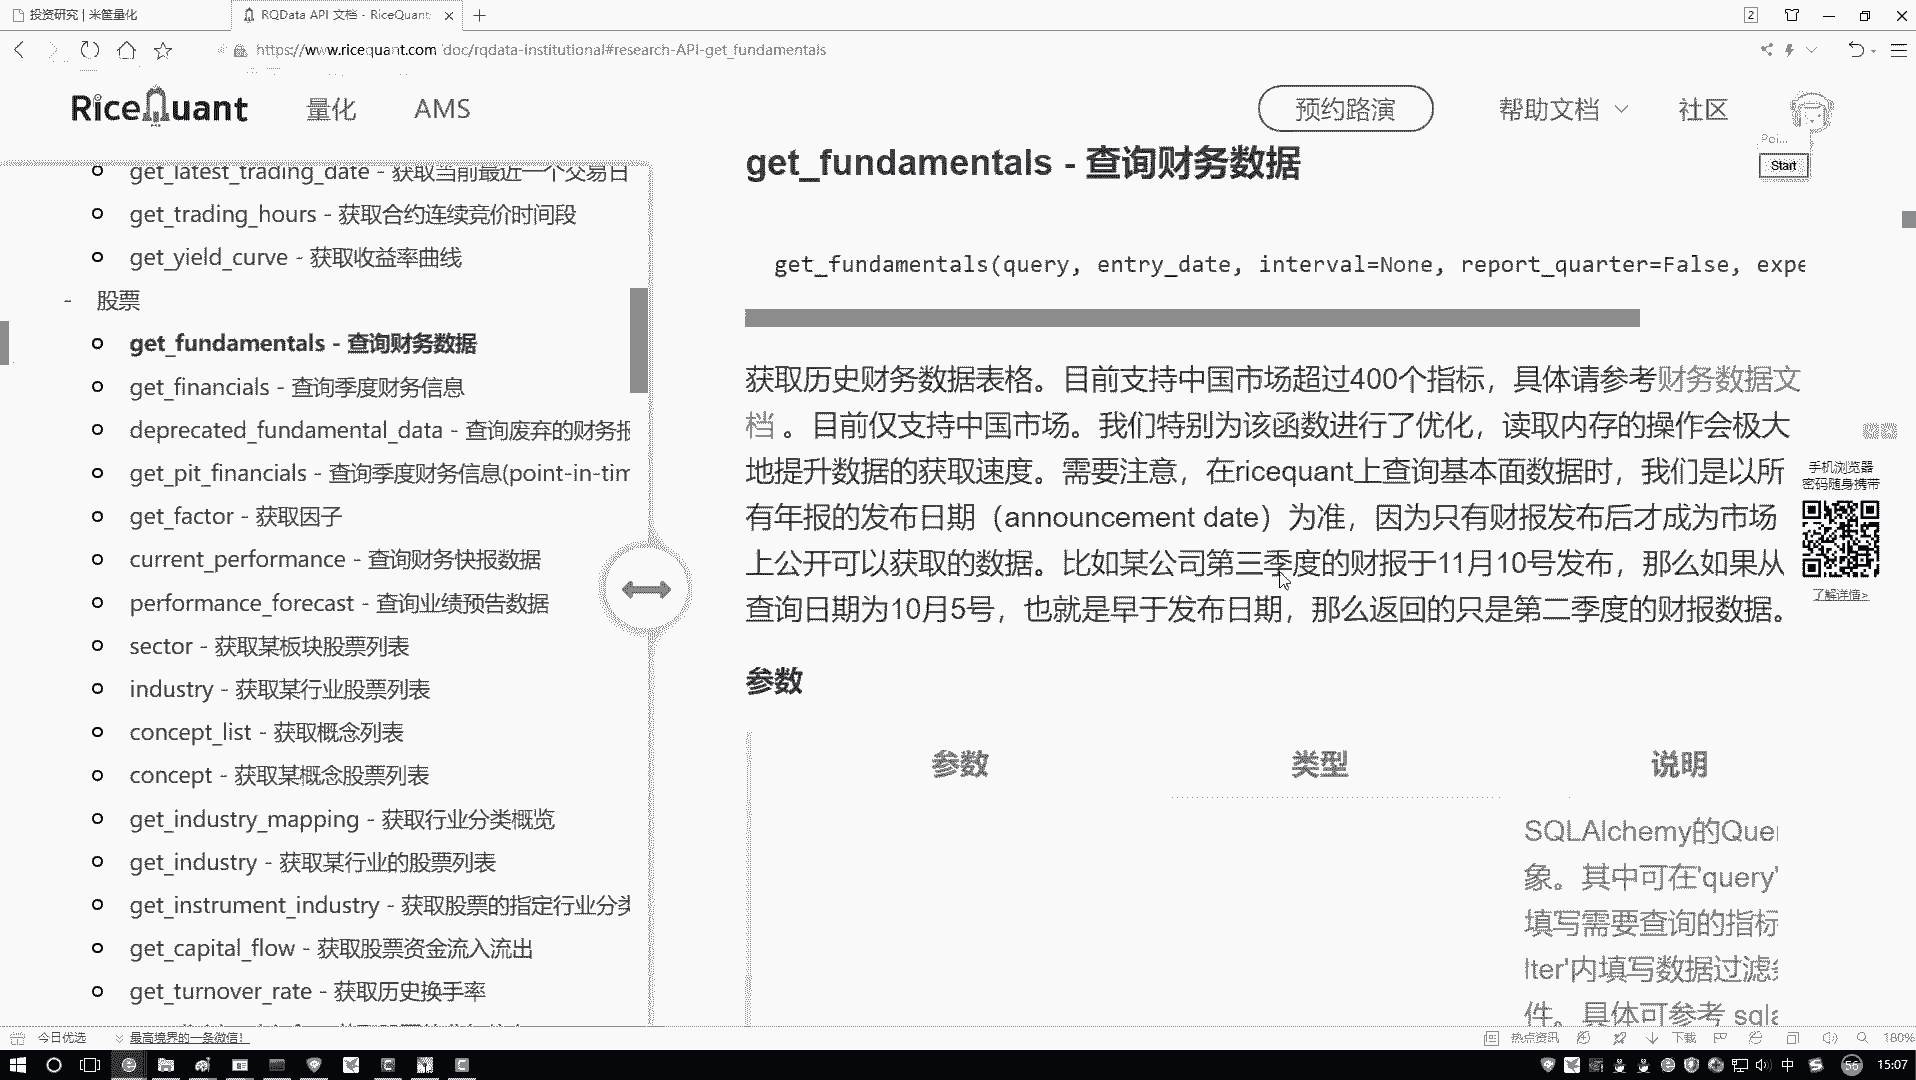 投资研究 | 米筐量化
RQData API 文档 - RiceQuant
2
https://www.ricequant.com/doc/rqdata-institutional#research-API-get_fundamentals
RiceQuant
量化
AMS
预约路演
帮助文档
社区
Poi...
Start
get_latest_trading_date - 获取当前最近一个交易日
get_trading_hours - 获取合约连续竞价时间段
get_yield_curve - 获取收益率曲线
- 股票
get_fundamentals - 查询财务数据
get_financials - 查询季度财务信息
deprecated_fundamental_data - 查询废弃的财务报
get_pit_financials - 查询季度财务信息(point-in-tim
get_factor - 获取因子
current_performance - 查询财务快报数据
performance_forecast - 查询业绩预告数据
sector - 获取某板块股票列表
industry - 获取某行业股票列表
concept_list - 获取概念列表
concept - 获取某概念股票列表
get_industry_mapping - 获取行业分类概览
get_industry - 获取某行业的股票列表
get_instrument_industry - 获取股票的指定行业分类
get_capital_flow - 获取股票资金流入流出
get_turnover_rate - 获取历史换手率
get_fundamentals - 查询财务数据
get_fundamentals(query, entry_date, interval=None, report_quarter=False, expe
获取历史财务数据表格。目前支持中国市场超过400个指标，具体请参考财务数据文
档 。目前仅支持中国市场。我们特别为该函数进行了优化，读取内存的操作会极大
地提升数据的获取速度。需要注意，在ricequant上查询基本面数据时，我们是以所
有年报的发布日期（announcement date）为准，因为只有财报发布后才成为市场
上公开可以获取的数据。比如某公司第三季度的财报于11月10号发布，那么如果从
查询日期为10月5号，也就是早于发布日期，那么返回的只是第二季度的财报数据。
参数
参数 类型 说明
SQLAlchemy的Quer
象。其中可在'query'
填写需要查询的指标
lter'内填写数据过滤条
件。具体可参考 sqla
手机浏览器
密码随身携带
了解详情>
今日优选
最高境界的一条微信！
热点资讯
下载
180%
中
56
15:07